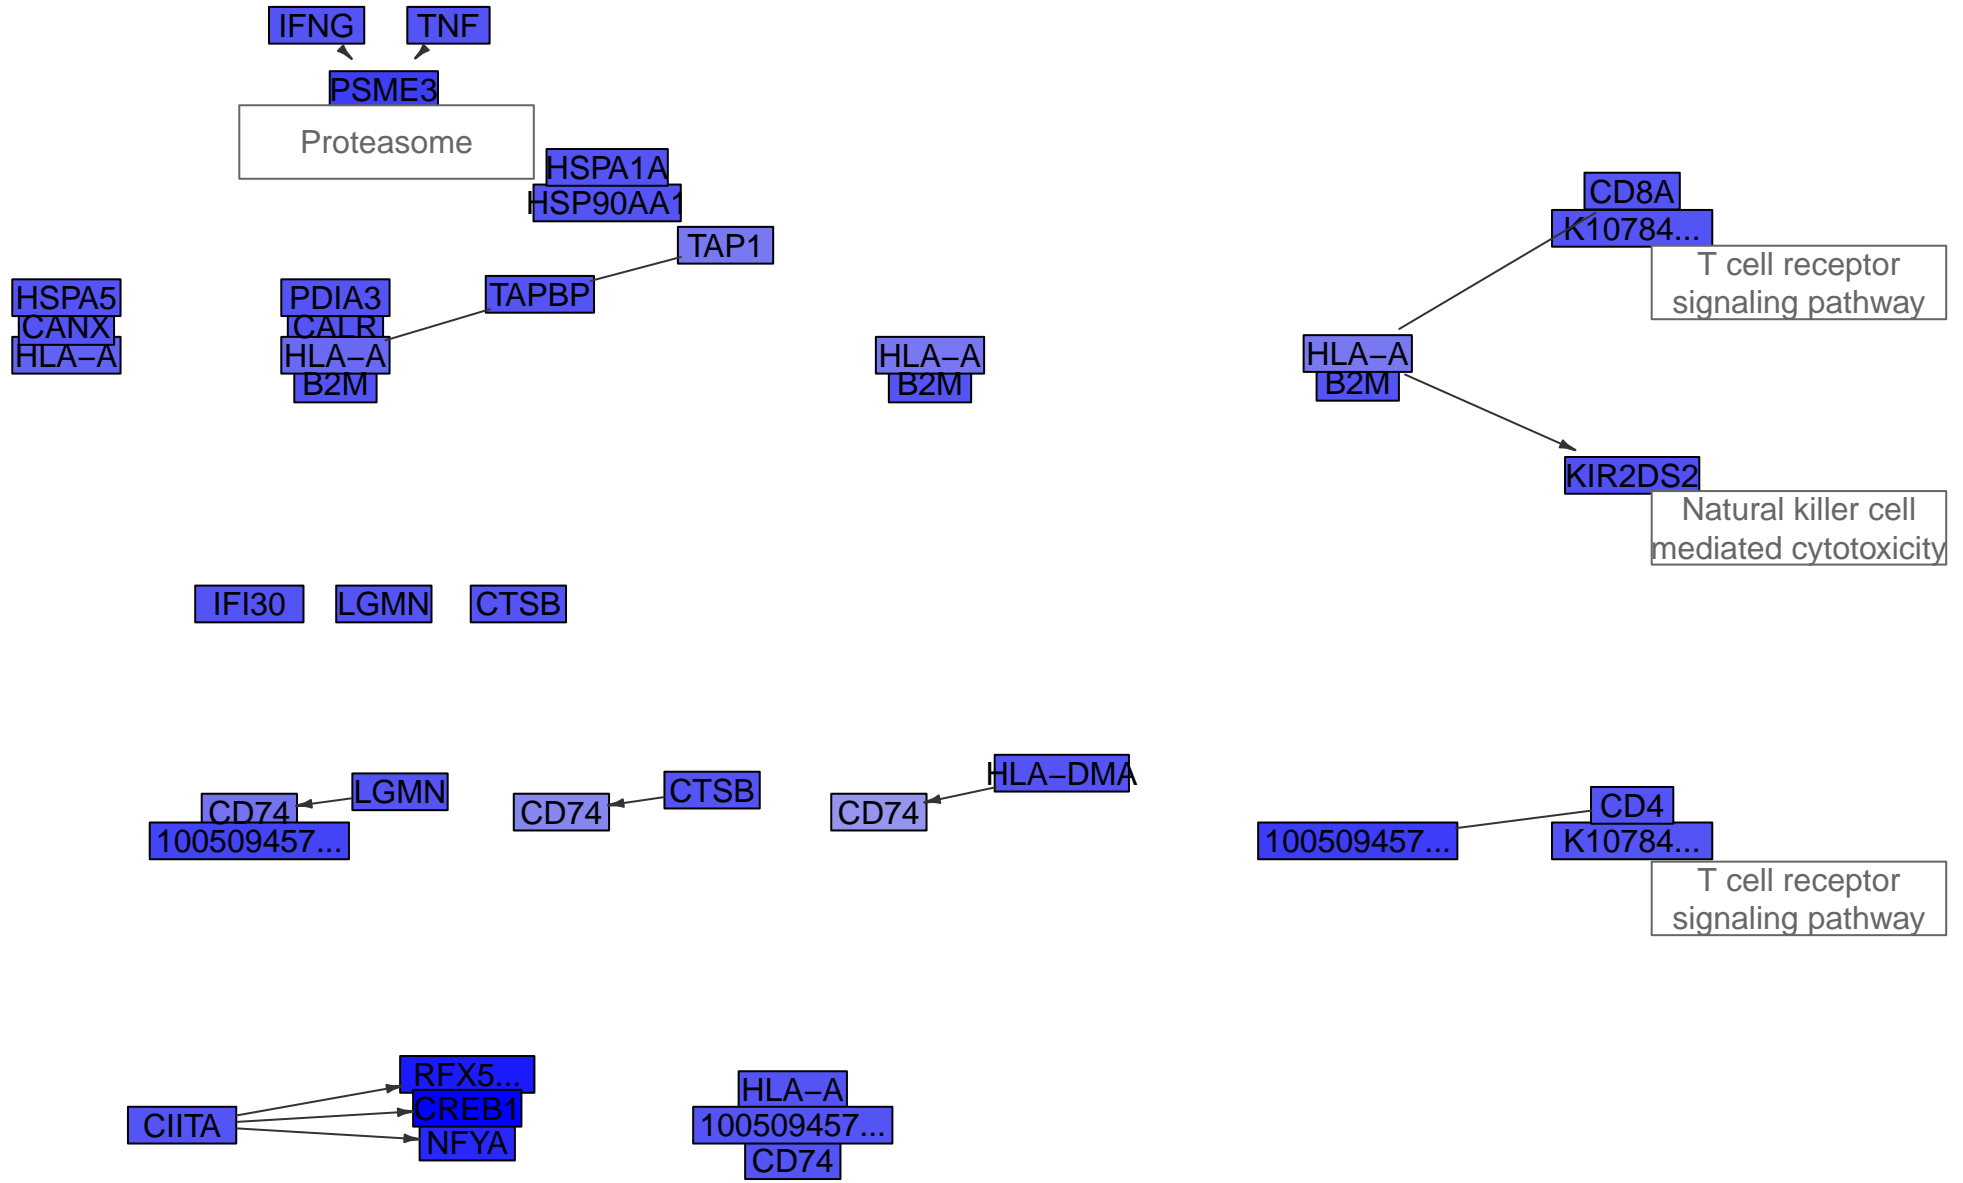 IFNG
TNF
PSME3
Proteasome
HSPA1A
HSP90AA1
TAP1
TAPBP
CD8A
K10784...
T cell receptor
signaling pathway
HSPA5
CANX
HLA−A
PDIA3
CALR
HLA−A
B2M
HLA−A
B2M
HLA−A
B2M
KIR2DS2
Natural killer cell
mediated cytotoxicity
IFI30
LGMN
CTSB
LGMN
CD74
100509457...
CTSB
CD74
HLA−DMA
CD74
CD4
100509457...
K10784...
T cell receptor
signaling pathway
CIITA
RFX5...
CREB1
NFYA
HLA−A
100509457...
CD74